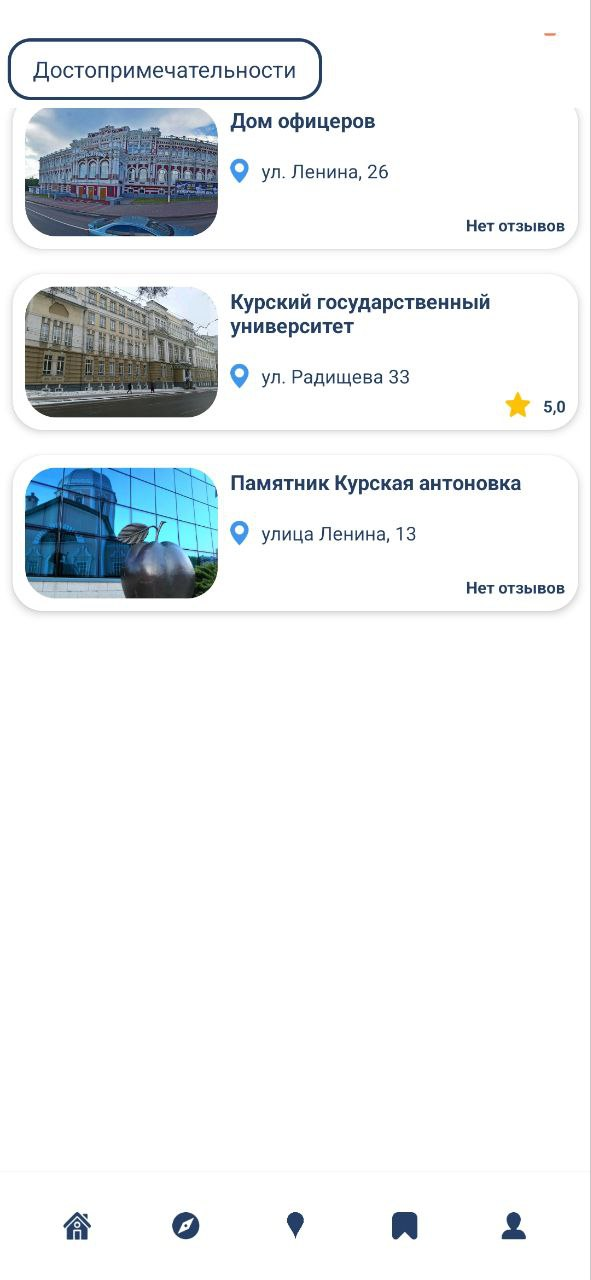 Достопримечательности
Дом офицеров
ул. Ленина, 26
Нет отзывов
Курский государственный
университет
ул. Радищева 33
5,0
Памятник Курская антоновка
улица Ленина, 13
Нет отзывов